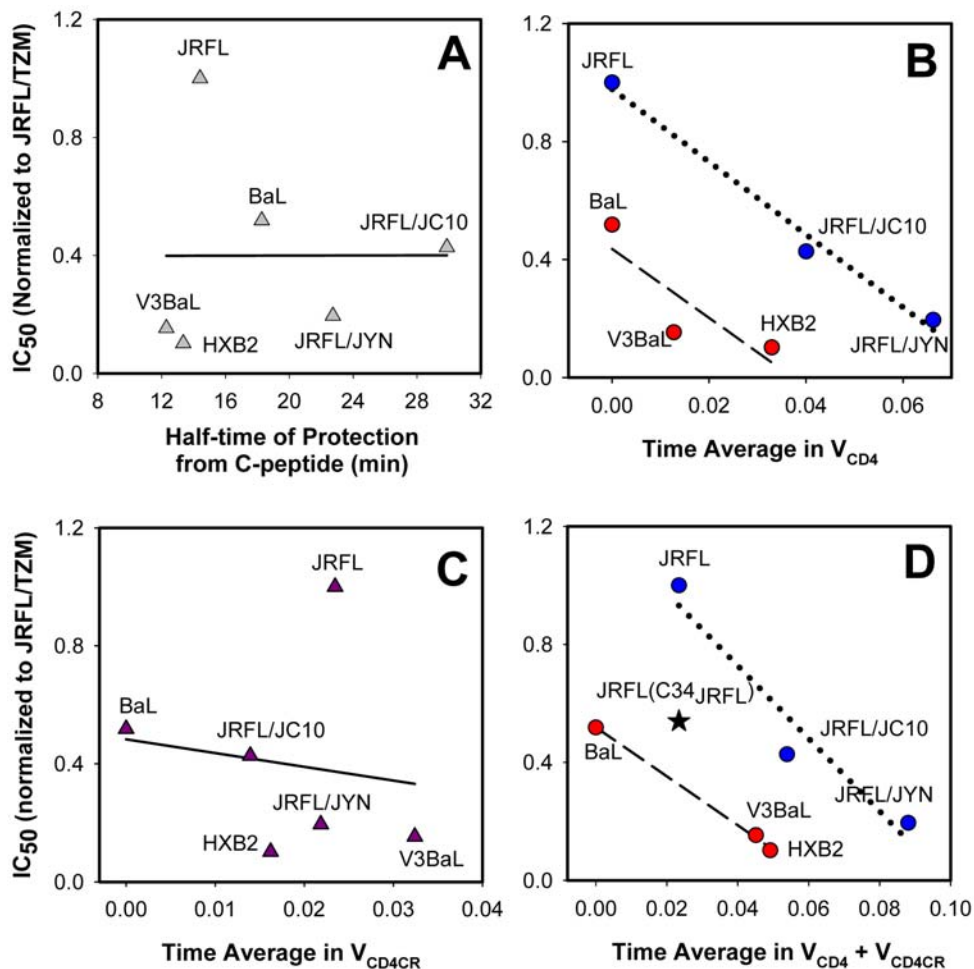 A
IC50 (Normalized to JRFL/TZM)
1.2
0.8
0.4
0.0
JRFL
BaL
JRFL/JC10
V3BaL
HXB2
JRFL/JYN
8 12 16 20 24 28 32
Half-time of Protection
from C-peptide (min)
B
1.2
0.8
0.4
0.0
JRFL
BaL
JRFL/JC10
HXB2
V3BaL
JRFL/JYN
0.00 0.02 0.04 0.06
Time Average in VCD4
C
IC50 (normalized to JRFL/TZM)
1.2
0.8
0.4
0.0
JRFL
BaL
JRFL/JC10
JRFL/JYN
HXB2
V3BaL
0.00 0.01 0.02 0.03 0.04
Time Average in VCD4CR
D
1.2
0.8
0.4
0.0
JRFL
JRFL(C34JRFL)
JRFL/JC10
BaL
JRFL/JYN
V3BaL
HXB2
0.00 0.02 0.04 0.06 0.08 0.10
Time Average in VCD4 + VCD4CR